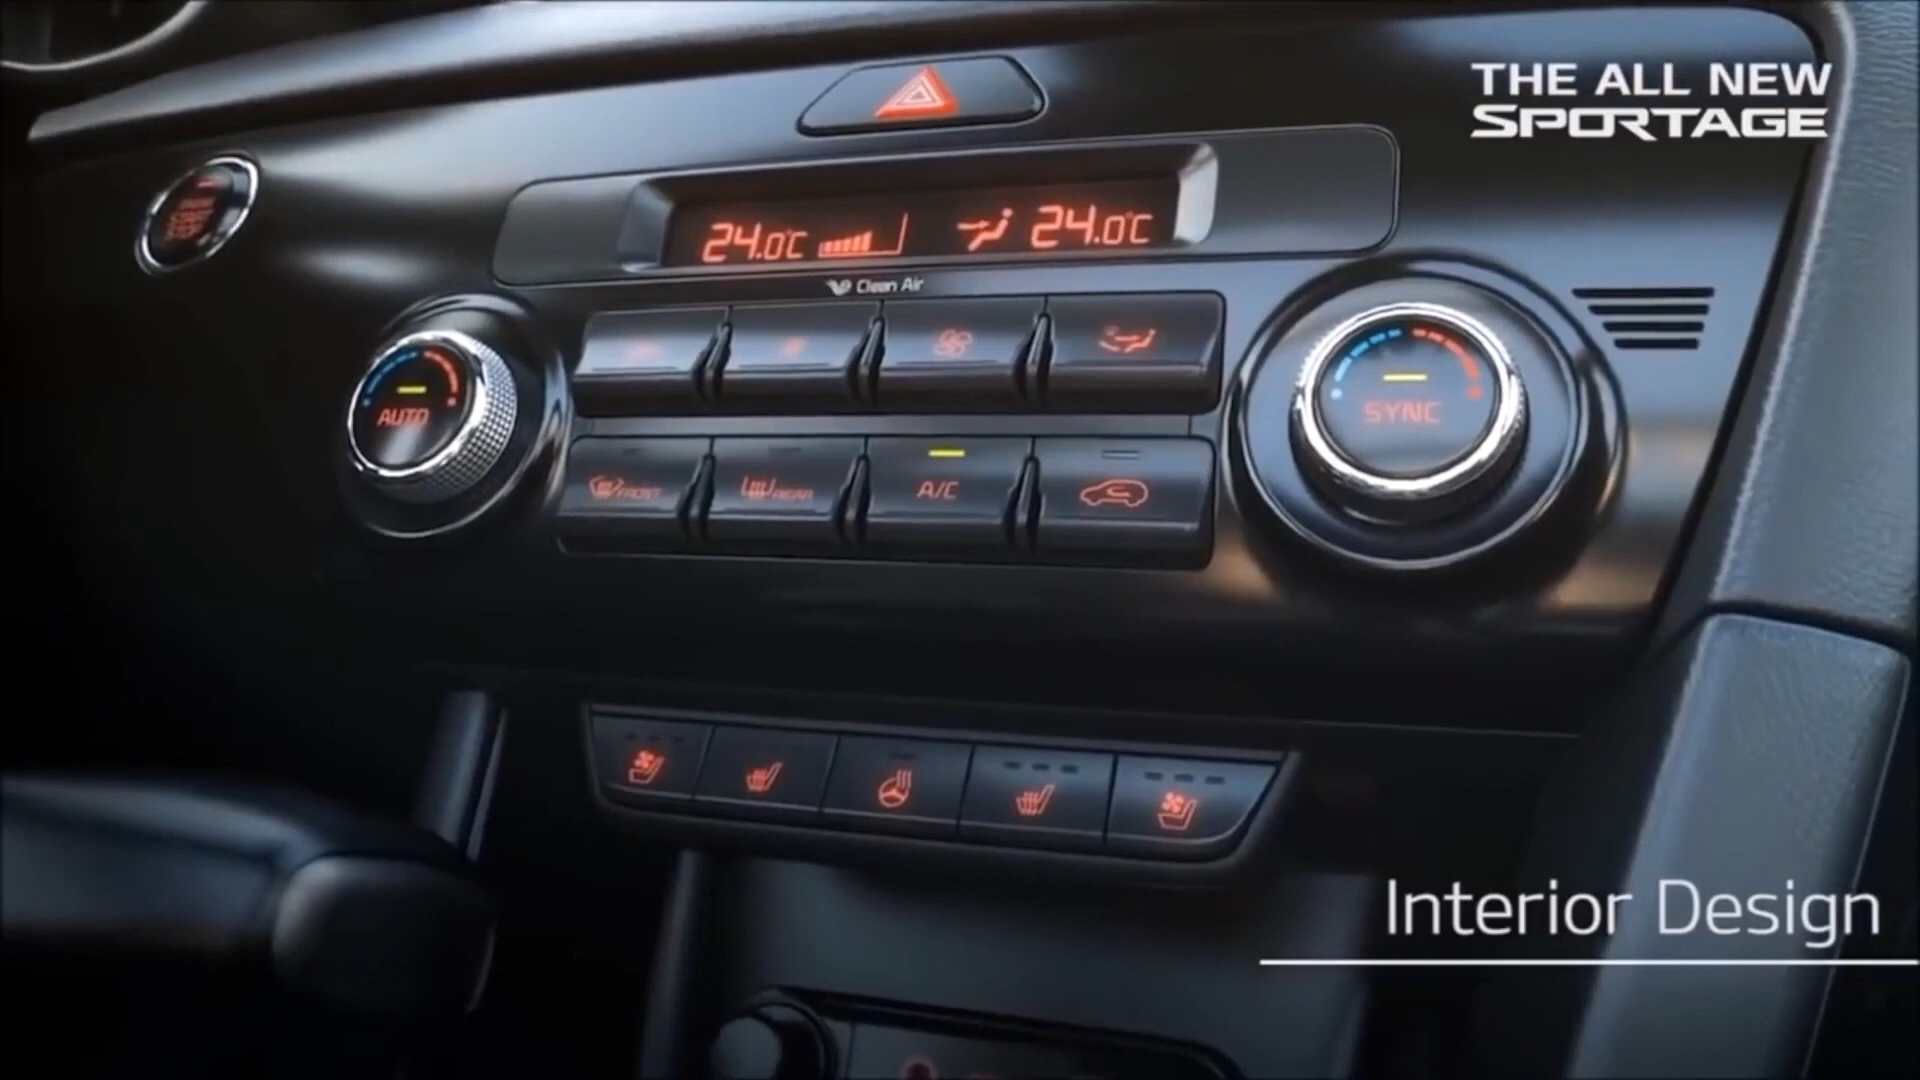 THE ALL NEW
SPORTAGE
24.0°C
24.0°C
Clean Air
AUTO
SYNC
FRONT
REAR
A/C
Interior Design